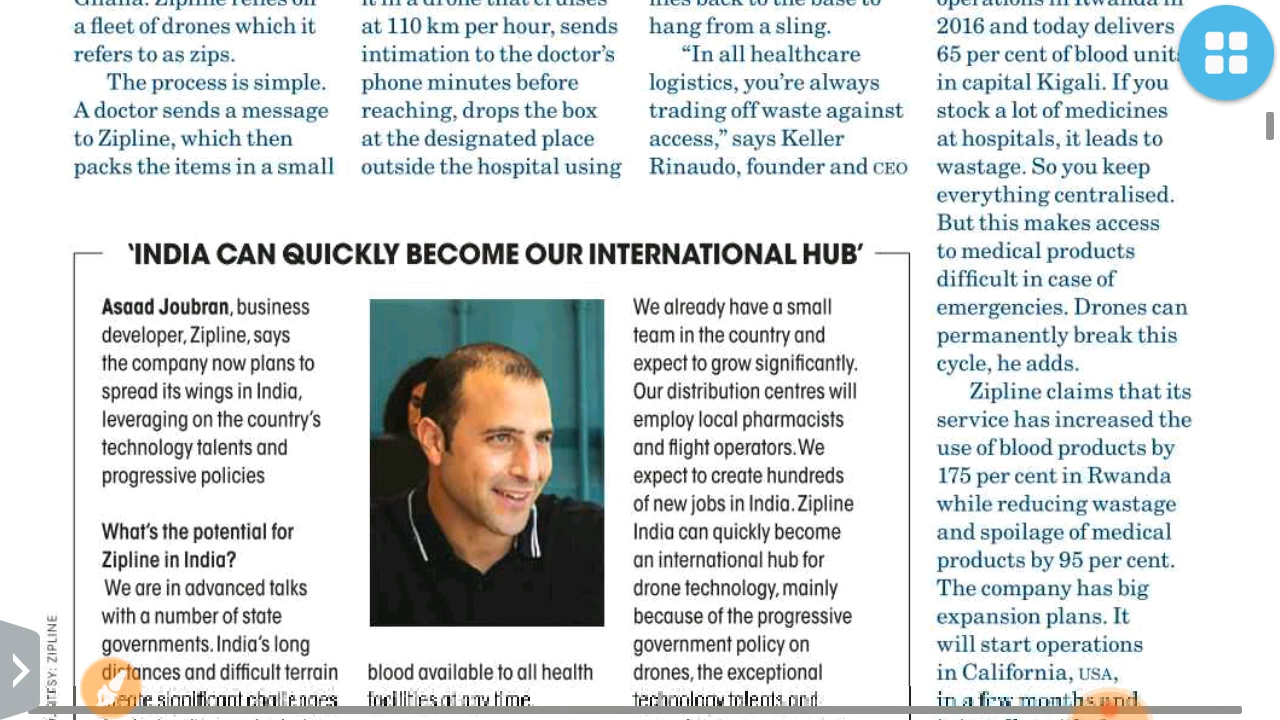 Ghana. Zipline relies on
a fleet of drones which it
refers to as zips.
The process is simple.
A doctor sends a message
to Zipline, which then
packs the items in a small
it in a drone that cruises
at 110 km per hour, sends
intimation to the doctor's
phone minutes before
reaching, drops the box
at the designated place
outside the hospital using
flies back to the base to
hang from a sling.
“In all healthcare
logistics, you're always
trading off waste against
access,” says Keller
Rinaudo, founder and CEO
operations in Rwanda in
2016 and today delivers
65 per cent of blood units
in capital Kigali. If you
stock a lot of medicines
at hospitals, it leads to
wastage. So you keep
everything centralised.
But this makes access
to medical products
difficult in case of
emergencies. Drones can
permanently break this
cycle, he adds.
Zipline claims that its
service has increased the
use of blood products by
175 per cent in Rwanda
while reducing wastage
and spoilage of medical
products by 95 per cent.
The company has big
expansion plans. It
will start operations
in California, USA,
in a few months and
‘INDIA CAN QUICKLY BECOME OUR INTERNATIONAL HUB’
Asaad Joubran, business
developer, Zipline, says
the company now plans to
spread its wings in India,
leveraging on the country's
technology talents and
progressive policies
What's the potential for
Zipline in India?
We are in advanced talks
with a number of state
governments. India's long
distances and difficult terrain
create significant challenges
blood available to all health
facilities at any time.
We already have a small
team in the country and
expect to grow significantly.
Our distribution centres will
employ local pharmacists
and flight operators. We
expect to create hundreds
of new jobs in India. Zipline
India can quickly become
an international hub for
drone technology, mainly
because of the progressive
government policy on
drones, the exceptional
technology talents and
: ZIPLINE